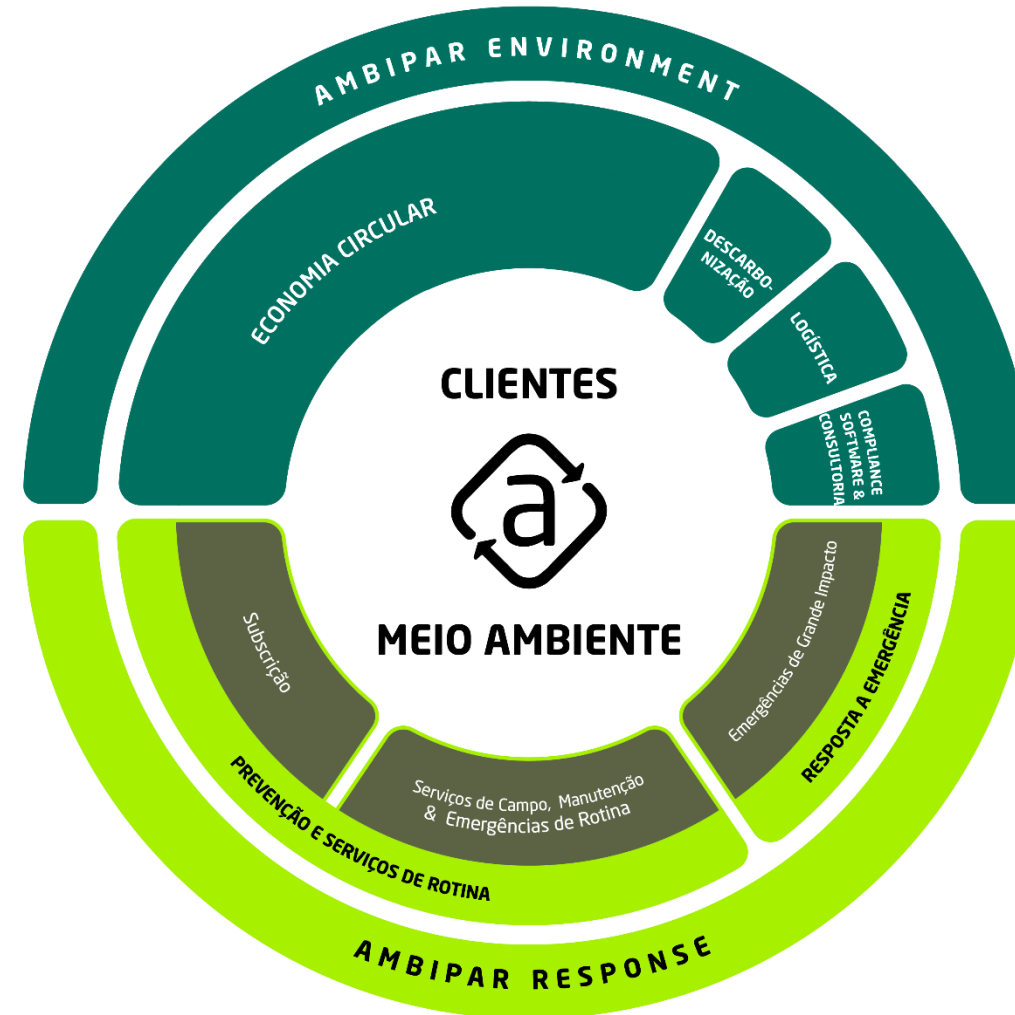 AMBIPAR ENVIRONMENT
ECONOMIA CIRCULAR
DESCARBO-
NIZAÇÃO
LOGÍSTICA
COMPLIANCE
SOFTWARE &
CONSULTORIA
CLIENTES
a
MEIO AMBIENTE
Subscrição
Serviços de Campo, Manutenção
& Emergências de Rotina
Emergências de Grande Impacto
PREVENÇÃO E SERVIÇOS DE ROTINA
RESPOSTA A EMERGÊNCIA
AMBIPAR RESPONSE